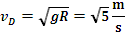 v_D = √gR = √5 m/s